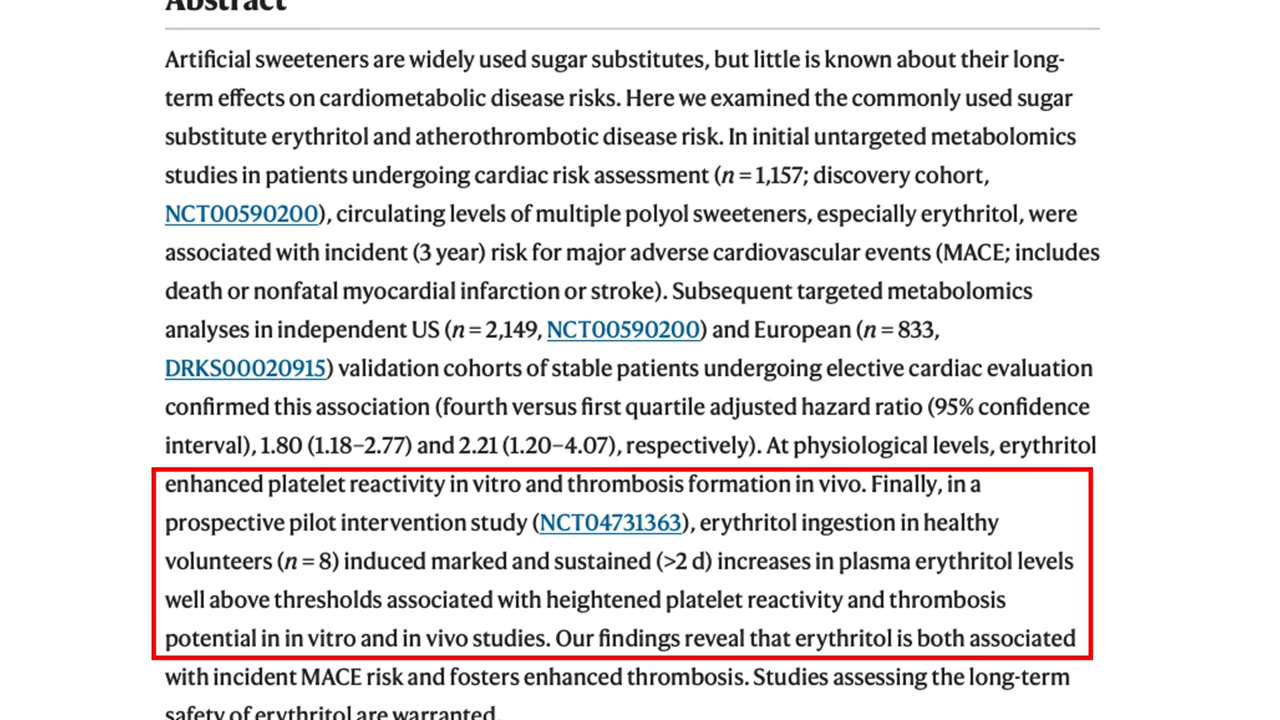 Abstract
Artificial sweeteners are widely used sugar substitutes, but little is known about their long-
term effects on cardiometabolic disease risks. Here we examined the commonly used sugar
substitute erythritol and atherothrombotic disease risk. In initial untargeted metabolomics
studies in patients undergoing cardiac risk assessment (n = 1,157; discovery cohort,
NCT00590200), circulating levels of multiple polyol sweeteners, especially erythritol, were
associated with incident (3 year) risk for major adverse cardiovascular events (MACE; includes
death or nonfatal myocardial infarction or stroke). Subsequent targeted metabolomics
analyses in independent US (n = 2,149, NCT00590200) and European (n = 833,
DRKS00020915) validation cohorts of stable patients undergoing elective cardiac evaluation
confirmed this association (fourth versus first quartile adjusted hazard ratio (95% confidence
interval), 1.80 (1.18–2.77) and 2.21 (1.20–4.07), respectively). At physiological levels, erythritol
enhanced platelet reactivity in vitro and thrombosis formation in vivo. Finally, in a
prospective pilot intervention study (NCT04731363), erythritol ingestion in healthy
volunteers (n = 8) induced marked and sustained (>2 d) increases in plasma erythritol levels
well above thresholds associated with heightened platelet reactivity and thrombosis
potential in in vitro and in vivo studies. Our findings reveal that erythritol is both associated
with incident MACE risk and fosters enhanced thrombosis. Studies assessing the long-term
safety of erythritol are warranted.